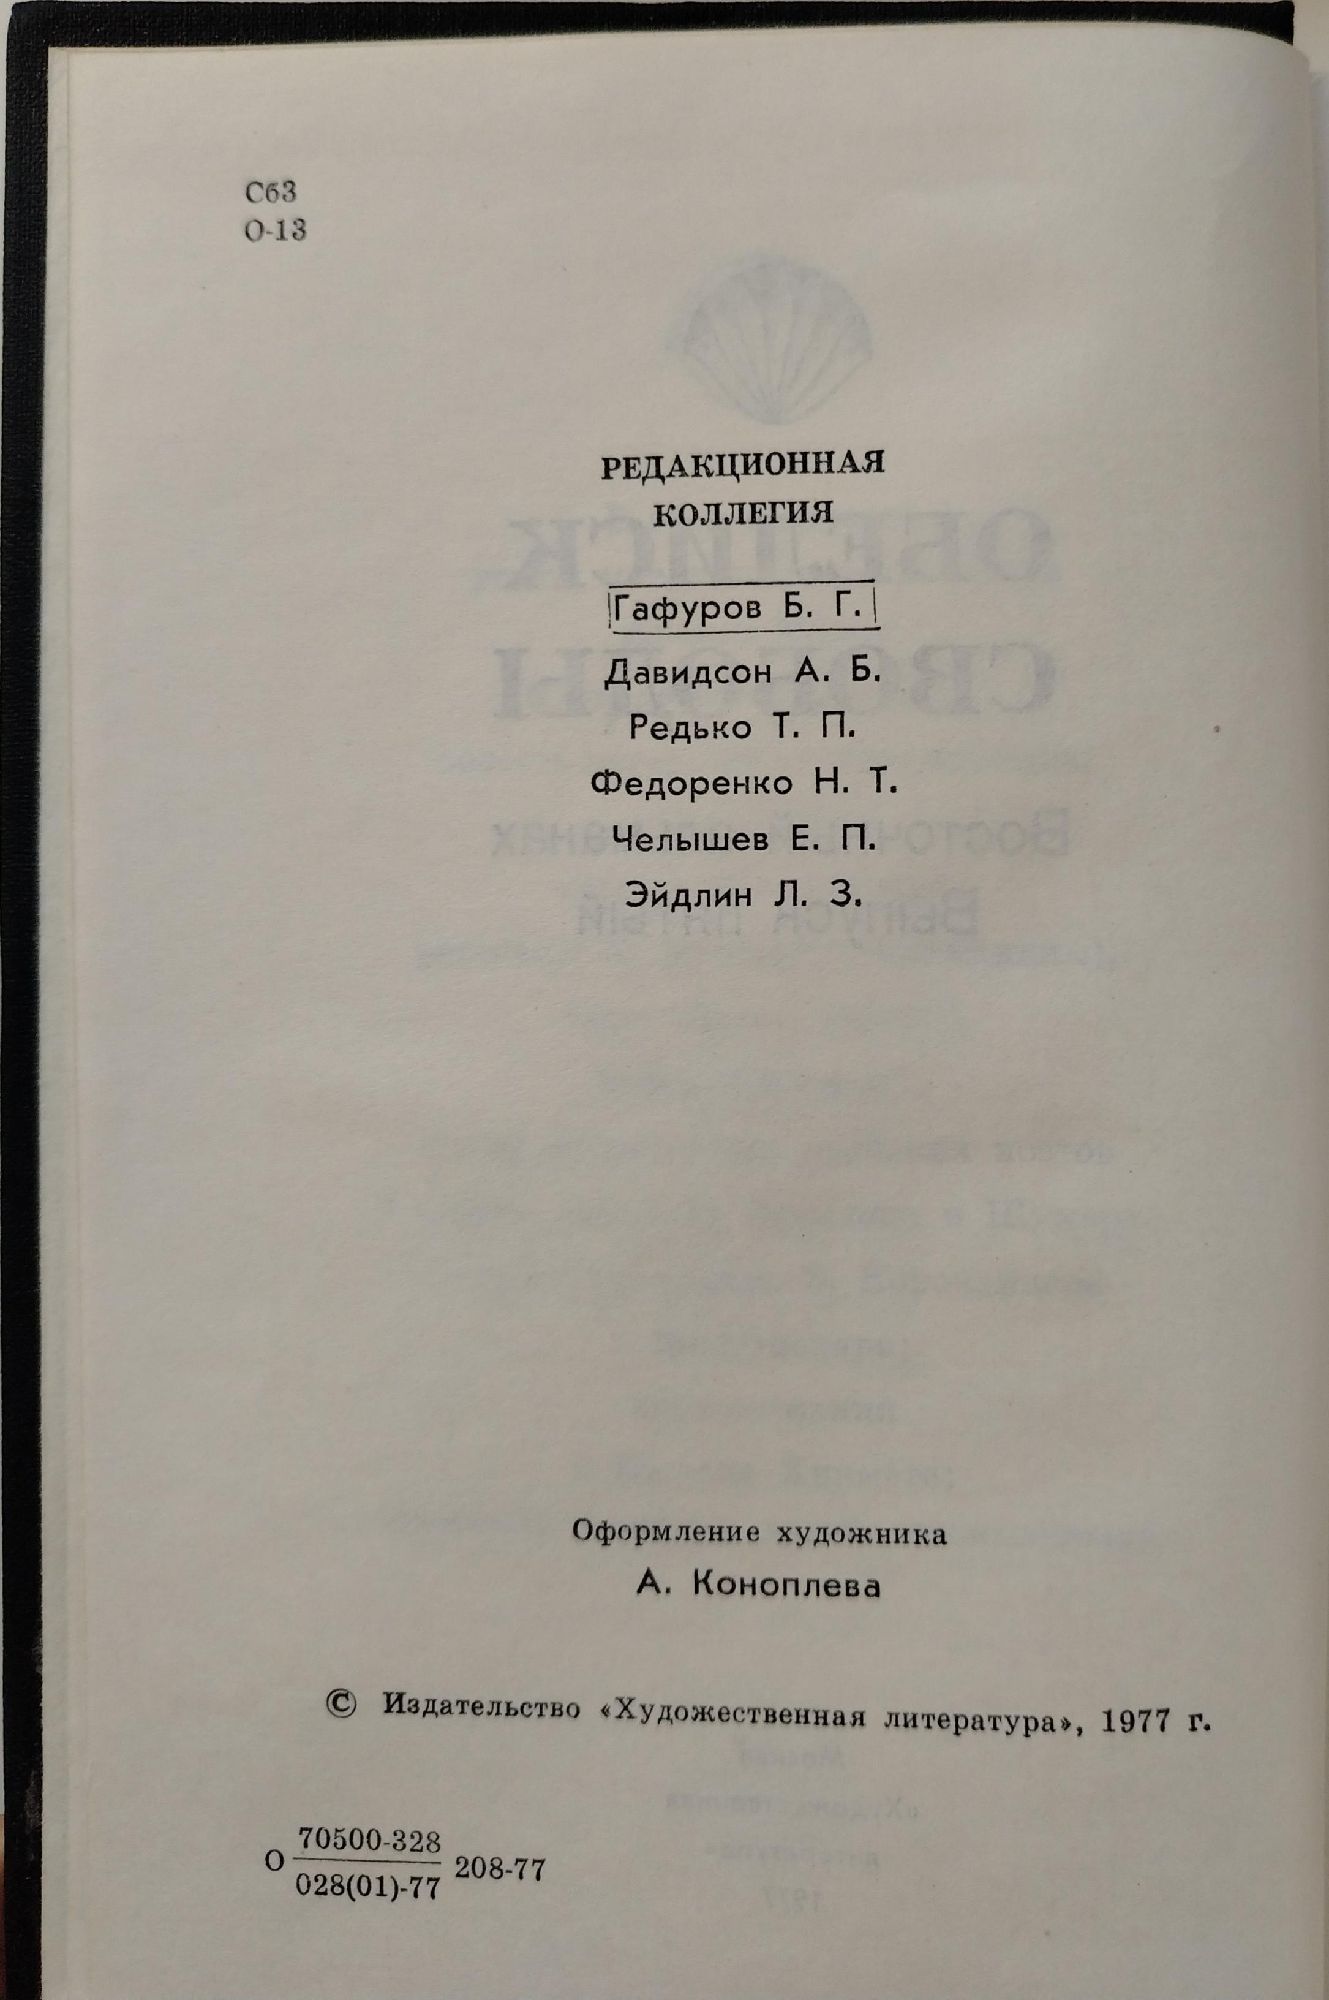 С63
О-13
РЕДАКЦИОННАЯ
КОЛЛЕГИЯ
Гафуров Б. Г.
Давидсон А. Б.
Редько Т. П.
Федоренко Н. Т.
Челышев Е. П.
Эйдлин Л. З.
Оформление художника
А. Коноплева
© Издательство «Художественная литература», 1977 г.
О 70500-328 / 028(01)-77 208-77